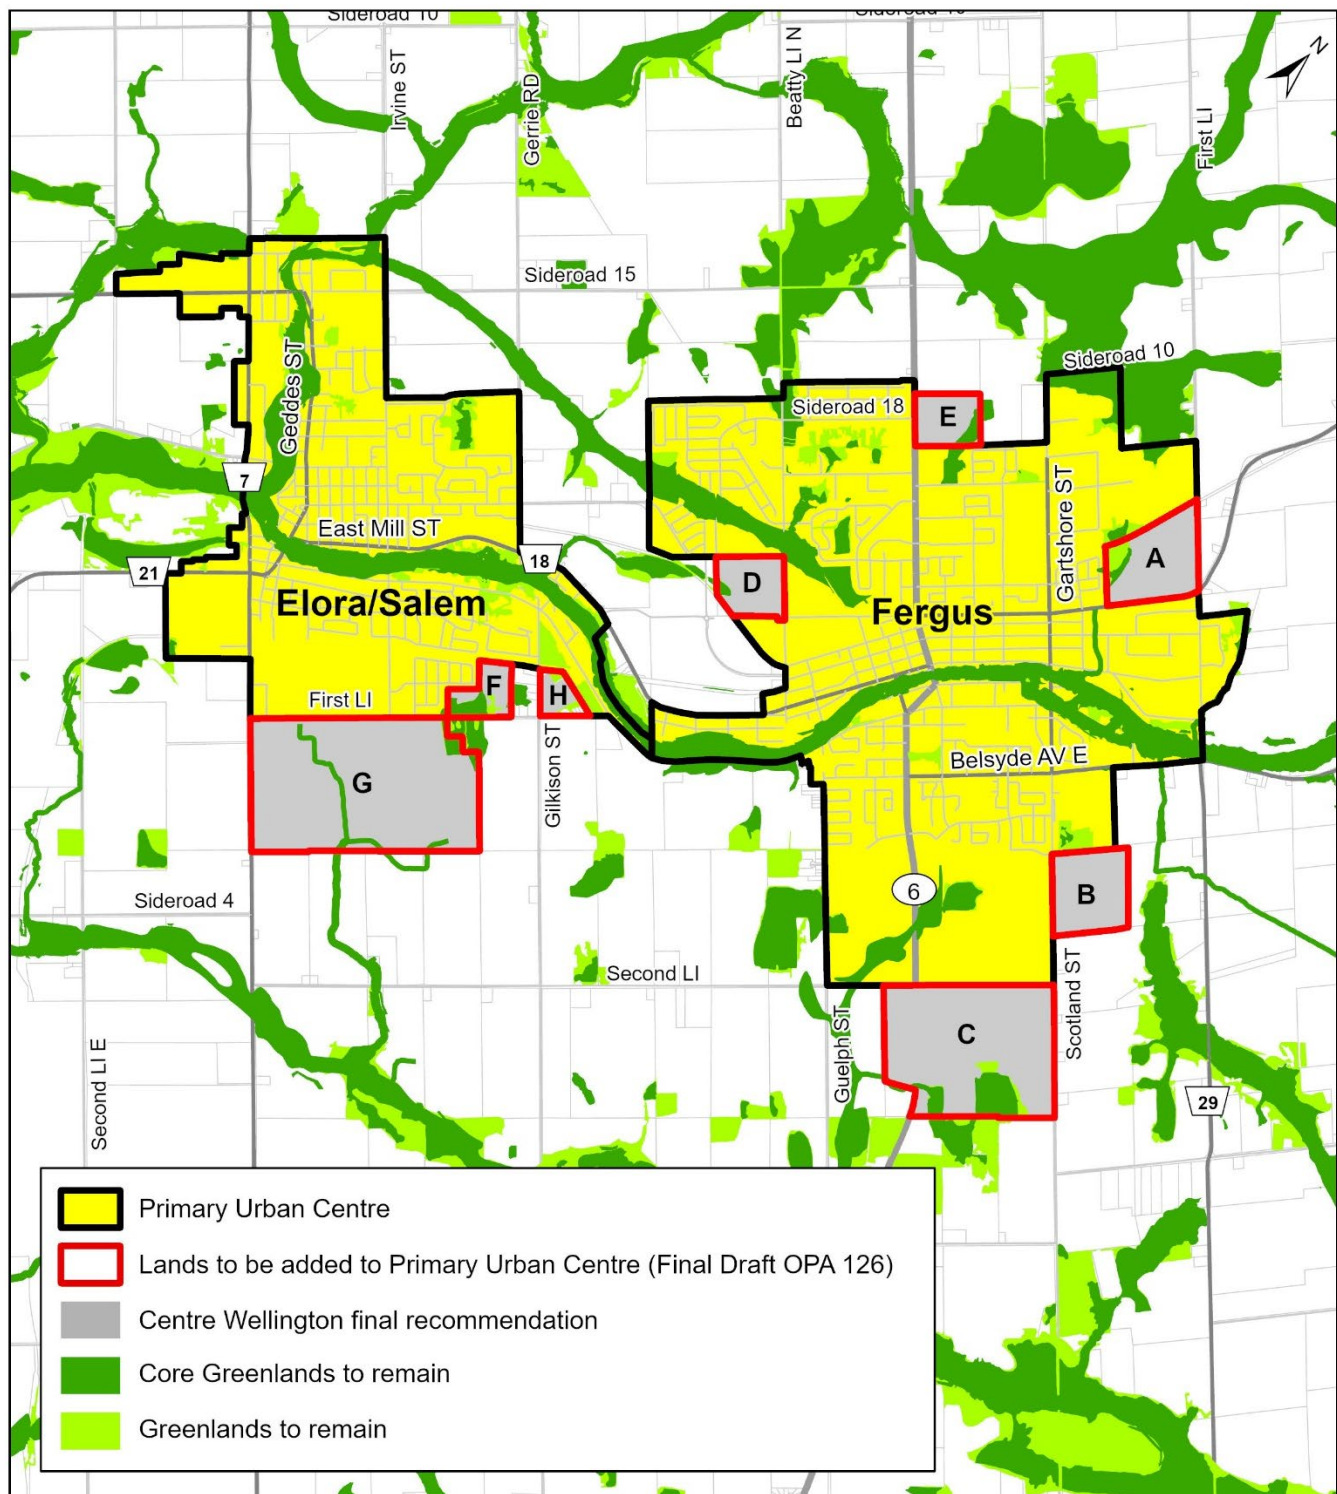 Sideroad 10
Sideroad 10
Irvine ST
Gerrie RD
Beatty LI N
First LI
N
Sideroad 15
Sideroad 10
Geddes ST
Sideroad 18
E
7
East Mill ST
18
Gartshore ST
A
21
D
Elora/Salem
Fergus
F
H
First LI
Gilkison ST
Belsyde AV E
G
6
B
Sideroad 4
Second LI
Scotland ST
C
Guelph ST
Second LI E
29
Primary Urban Centre
Lands to be added to Primary Urban Centre (Final Draft OPA 126)
Centre Wellington final recommendation
Core Greenlands to remain
Greenlands to remain